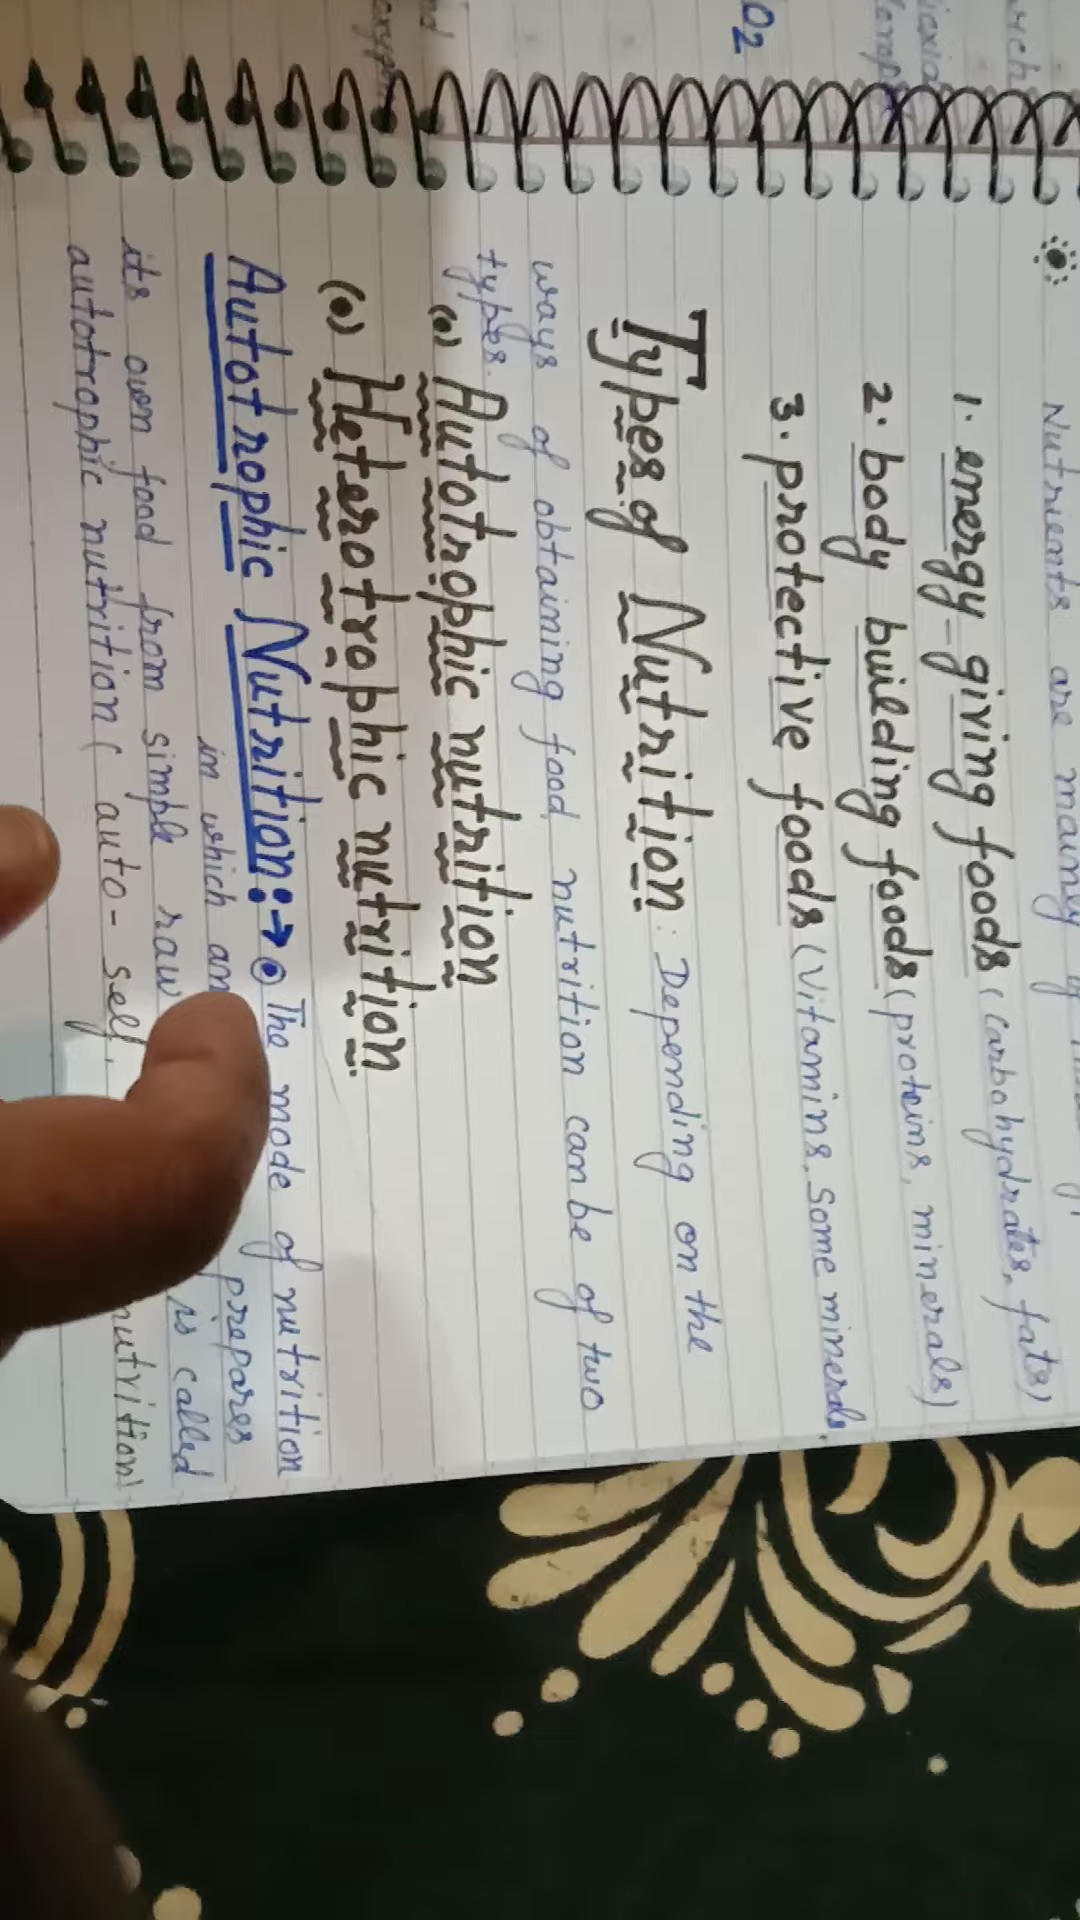 Nutrients are mainly of
1. energy giving foods (carbohydrates, fats)
2. body building foods (proteins, minerals)
3. protective foods (Vitamins, Some minerals.
Types of Nutrition: Depending on the
ways of obtaining food nutrition can be of two
types.
(•) Autotrophic nutrition
(•) Heterotrophic nutrition
Autotrophic Nutrition:→ The mode of nutrition
in which an prepares
its own food from simple raw is called
autotrophic nutrition (auto- self, nutrition)
O2